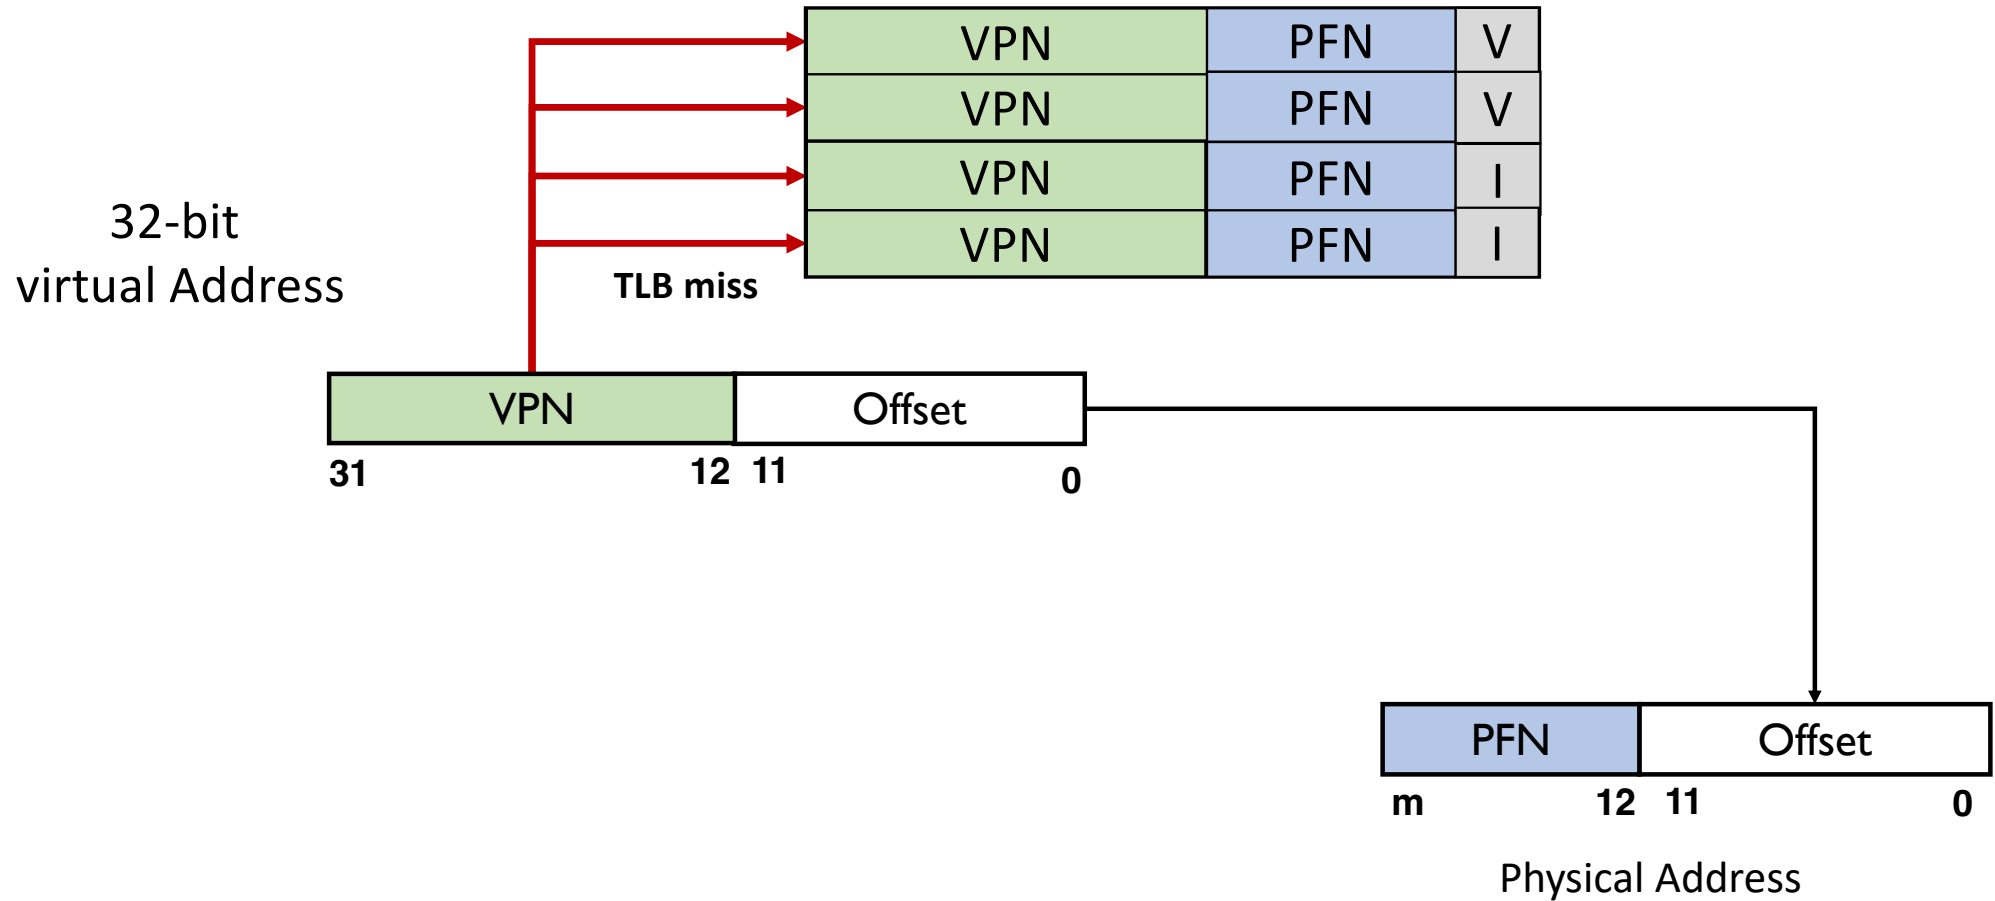 VPN PFN V
VPN PFN V
VPN PFN I
VPN PFN I
32-bit
virtual Address
TLB miss
VPN Offset
31 12 11 0
PFN Offset
m 12 11 0
Physical Address